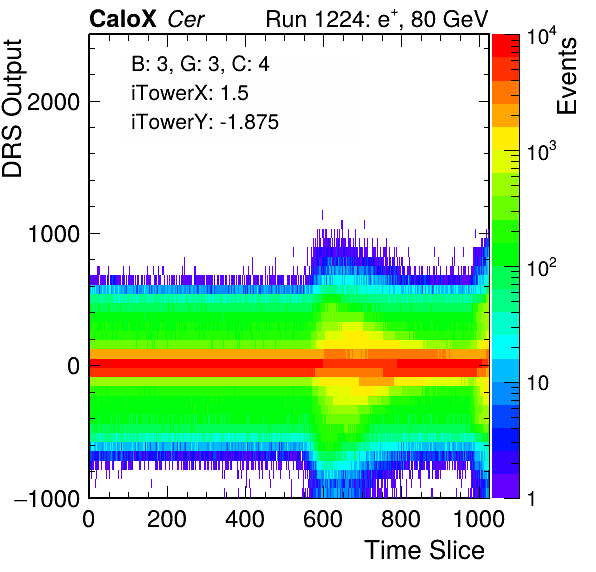 CaloX Cer
Run 1224: e+, 80 GeV
B: 3, G: 3, C: 4
iTowerX: 1.5
iTowerY: -1.875
DRS Output
2000
1000
0
−1000
0 200 400 600 800 1000
Time Slice
Events
10^4
10^3
10^2
10
1